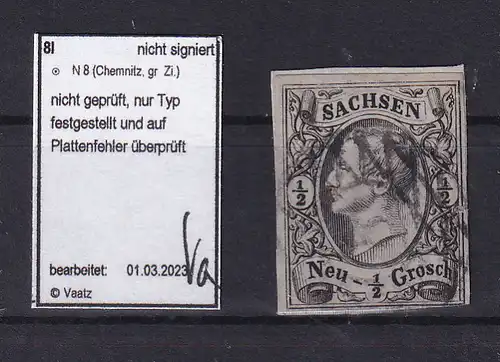 8I nicht signiert
⊙ N 8 (Chemnitz, gr Zi.)
nicht geprüft, nur Typ
festgestellt und auf
Plattenfehler überprüft
bearbeitet: 01.03.2023
© Vaatz
Va
SACHSEN
1/2 1/2
Neu - 1/2 Grosch